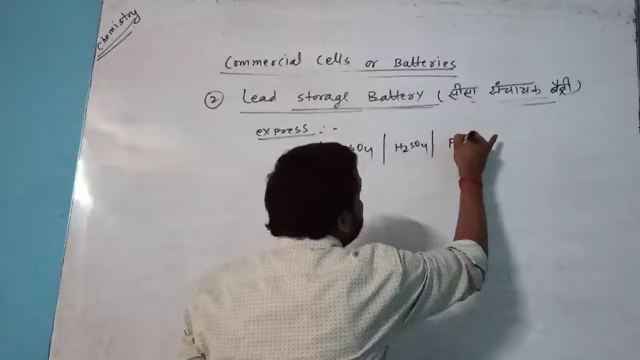 Chemistry
Commercial Cells or Batteries
② Lead storage Battery (सीसा संचायक बैट्री)
express :-
SO4 | H2SO4 |